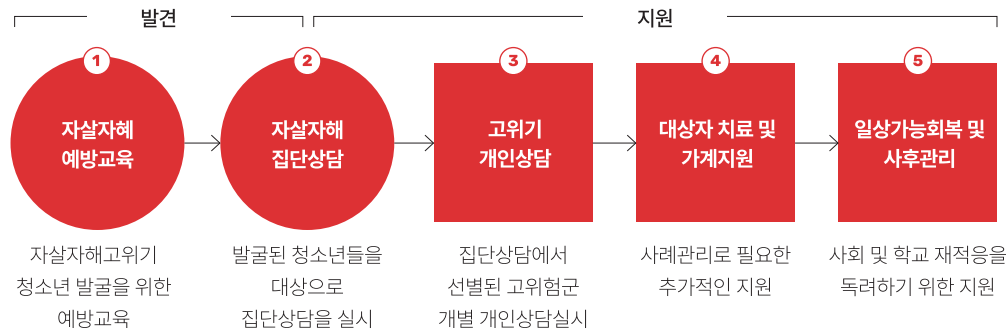 발견
지원
1
자살자혜
예방교육
자살자해고위기
청소년 발굴을 위한
예방교육
2
자살자해
집단상담
발굴된 청소년들을
대상으로
집단상담을 실시
3
고위기
개인상담
집단상담에서
선별된 고위험군
개별 개인상담실시
4
대상자 치료 및
가계지원
사례관리로 필요한
추가적인 지원
5
일상가능회복 및
사후관리
사회 및 학교 재적응을
독려하기 위한 지원